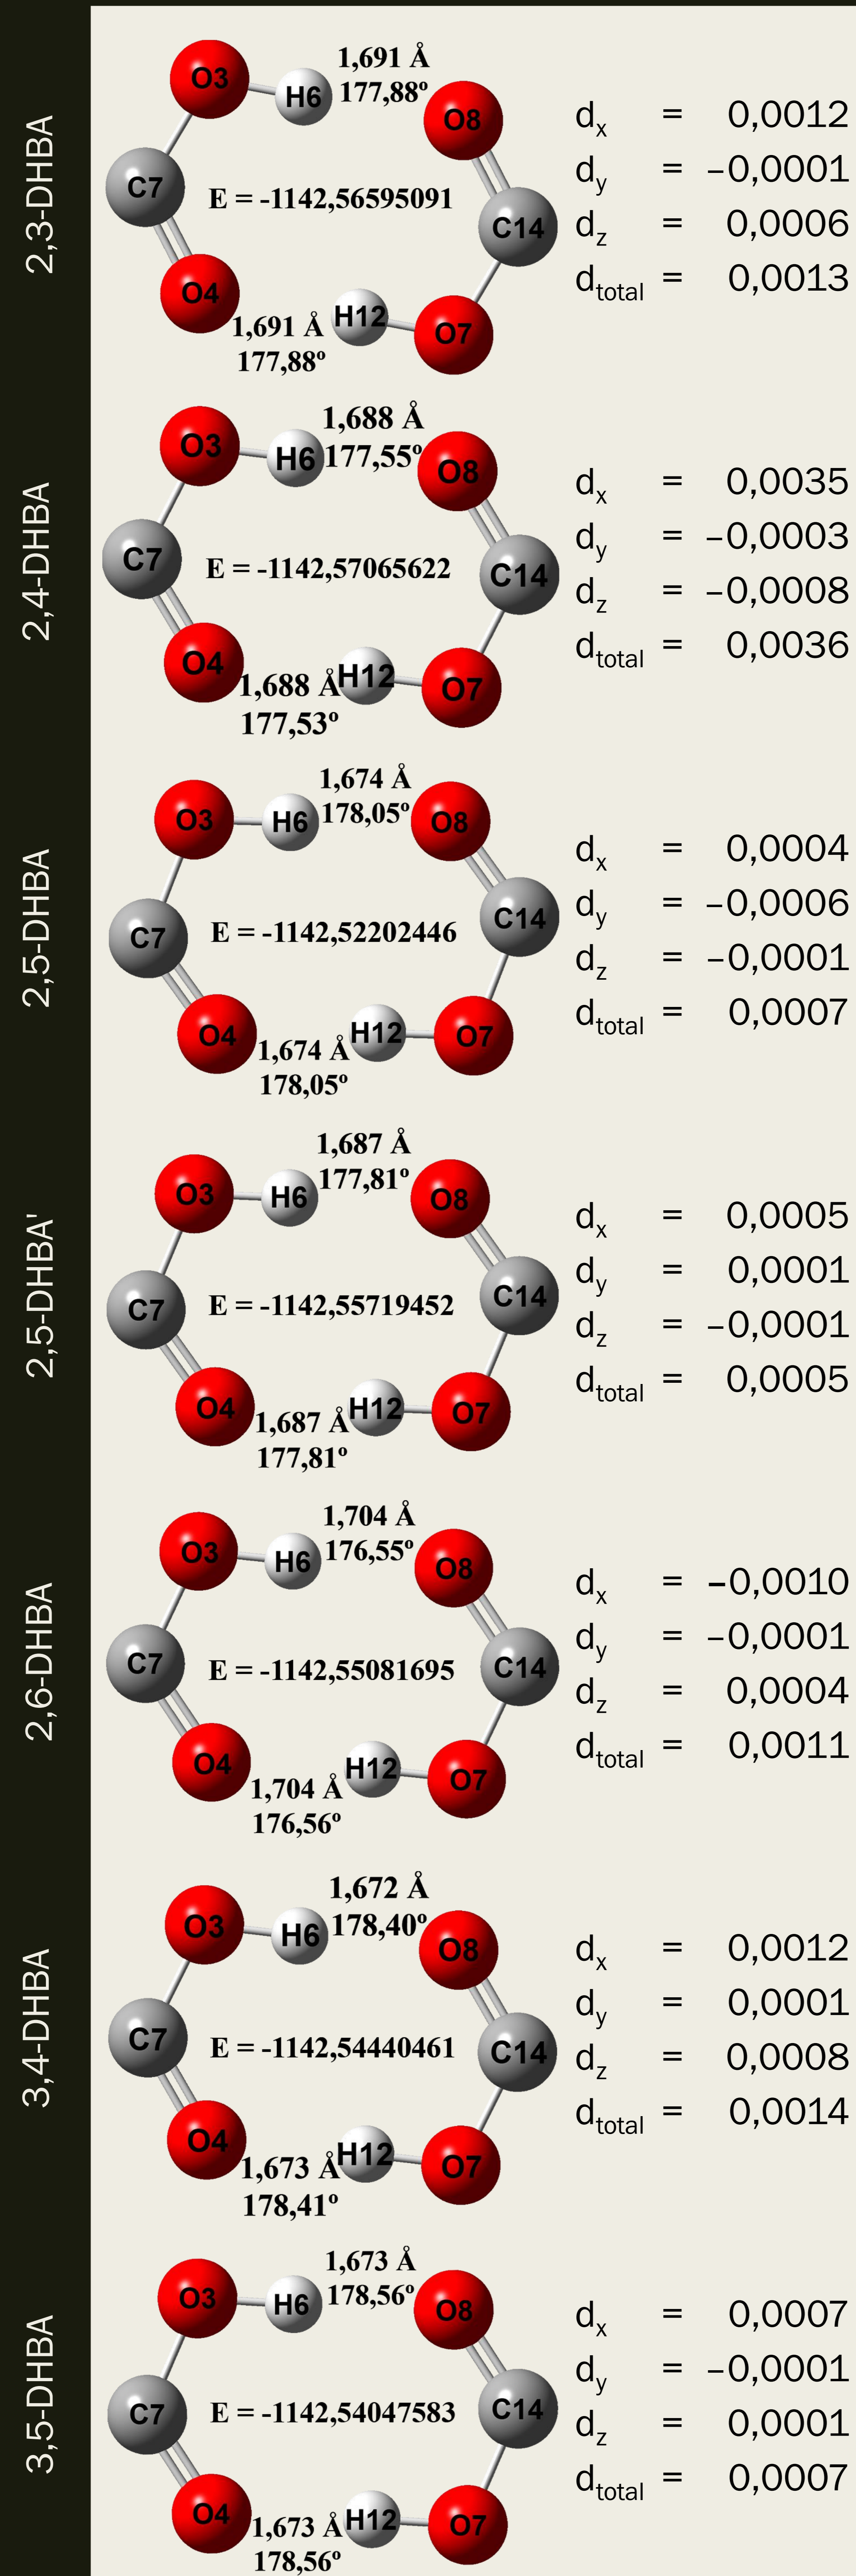 2,3-DHBA
O3
H6
1,691 Å
177,88º
O8
C7
E = -1142,56595091
C14
O4
1,691 Å
177,88º
H12
O7
dx = 0,0012
dy = –0,0001
dz = 0,0006
dtotal = 0,0013
2,4-DHBA
O3
H6
1,688 Å
177,55º
O8
C7
E = -1142,57065622
C14
O4
1,688 Å
177,53º
H12
O7
dx = 0,0035
dy = –0,0003
dz = –0,0008
dtotal = 0,0036
2,5-DHBA
O3
H6
1,674 Å
178,05º
O8
C7
E = -1142,52202446
C14
O4
1,674 Å
178,05º
H12
O7
dx = 0,0004
dy = –0,0006
dz = –0,0001
dtotal = 0,0007
2,5-DHBA'
O3
H6
1,687 Å
177,81º
O8
C7
E = -1142,55719452
C14
O4
1,687 Å
177,81º
H12
O7
dx = 0,0005
dy = 0,0001
dz = –0,0001
dtotal = 0,0005
2,6-DHBA
O3
H6
1,704 Å
176,55º
O8
C7
E = -1142,55081695
C14
O4
1,704 Å
176,56º
H12
O7
dx = –0,0010
dy = –0,0001
dz = 0,0004
dtotal = 0,0011
3,4-DHBA
O3
H6
1,672 Å
178,40º
O8
C7
E = -1142,54440461
C14
O4
1,673 Å
178,41º
H12
O7
dx = 0,0012
dy = 0,0001
dz = 0,0008
dtotal = 0,0014
3,5-DHBA
O3
H6
1,673 Å
178,56º
O8
C7
E = -1142,54047583
C14
O4
1,673 Å
178,56º
H12
O7
dx = 0,0007
dy = –0,0001
dz = 0,0001
dtotal = 0,0007